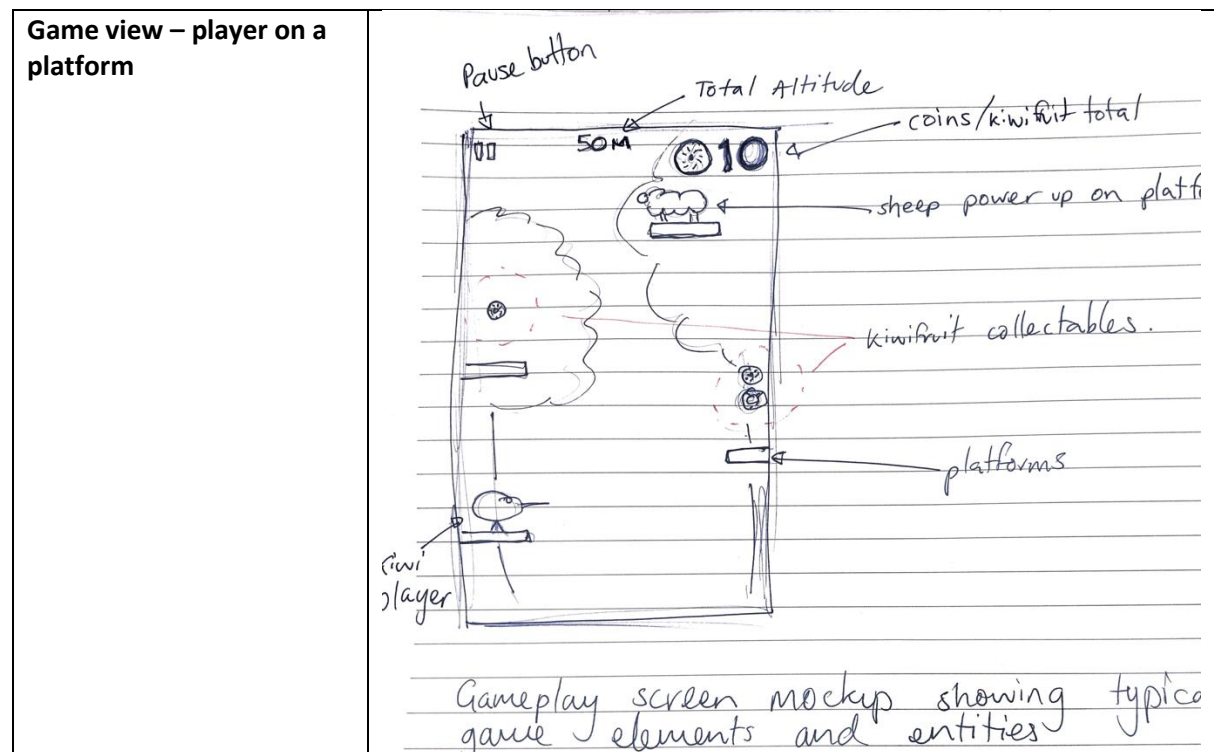 Game view – player on a
platform
Pause button
Total Altitude
coins/kiwifruit total
50M
10
sheep power up on platf
kiwifruit collectables.
platforms
kiwi
player
Gameplay screen mockup showing typica
game elements and entities